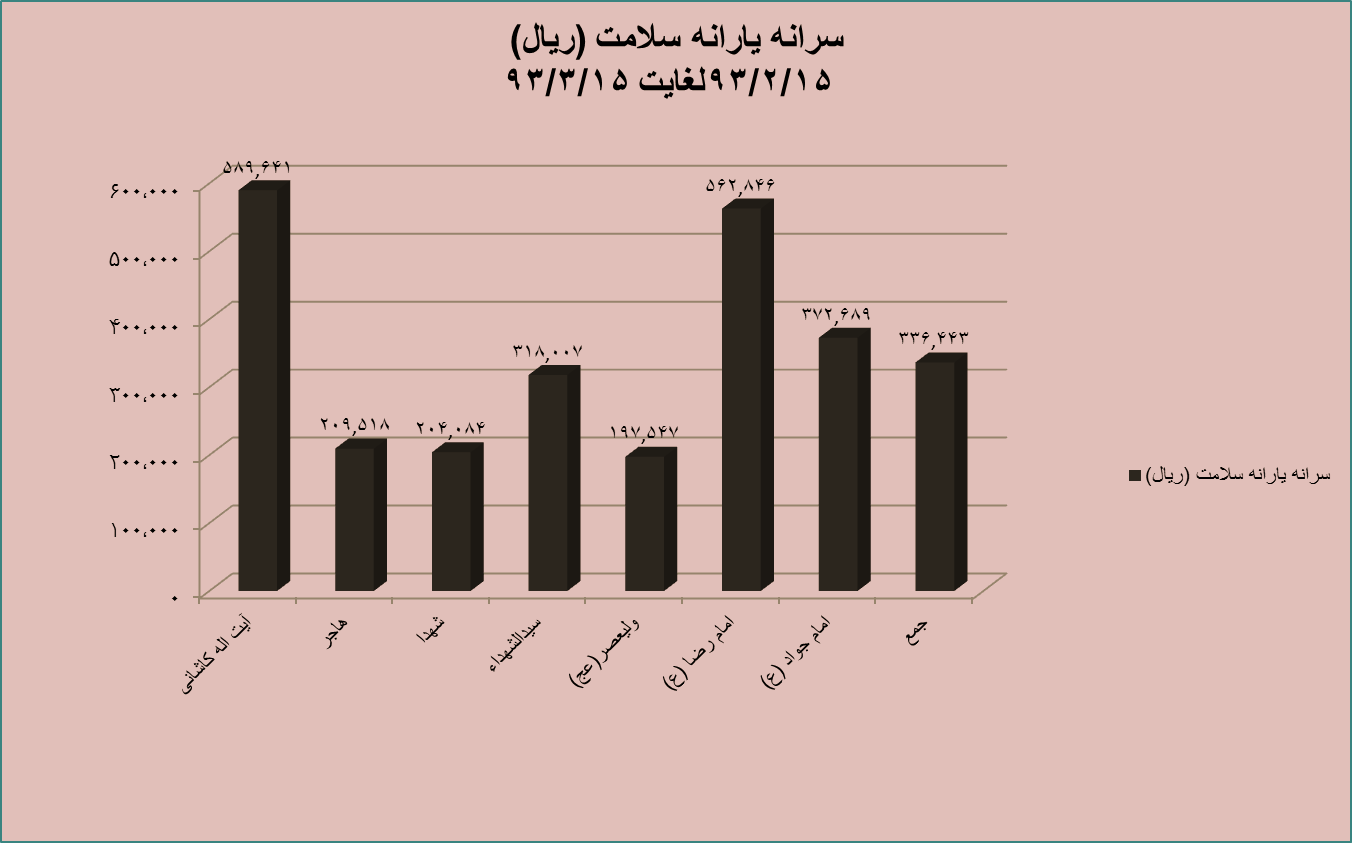 سرانه یارانه سلامت (ریال)
۹۳/۲/۱۵لغایت ۹۳/۳/۱۵
۶۰۰,۰۰۰
۵۰۰,۰۰۰
۴۰۰,۰۰۰
۳۰۰,۰۰۰
۲۰۰,۰۰۰
۱۰۰,۰۰۰
۰
۵۸۹,۶۴۱
۲۰۹,۵۱۸
۲۰۴,۰۸۴
۳۱۸,۰۰۷
۱۹۷,۵۴۷
۵۶۲,۸۴۶
۳۷۲,۶۸۹
۳۳۶,۴۴۳
آیت اله کاشانی
هاجر
شهدا
سیدالشهداء
ولیعصر(عج)
امام رضا (ع)
امام جواد (ع)
جمع
سرانه یارانه سلامت (ریال)